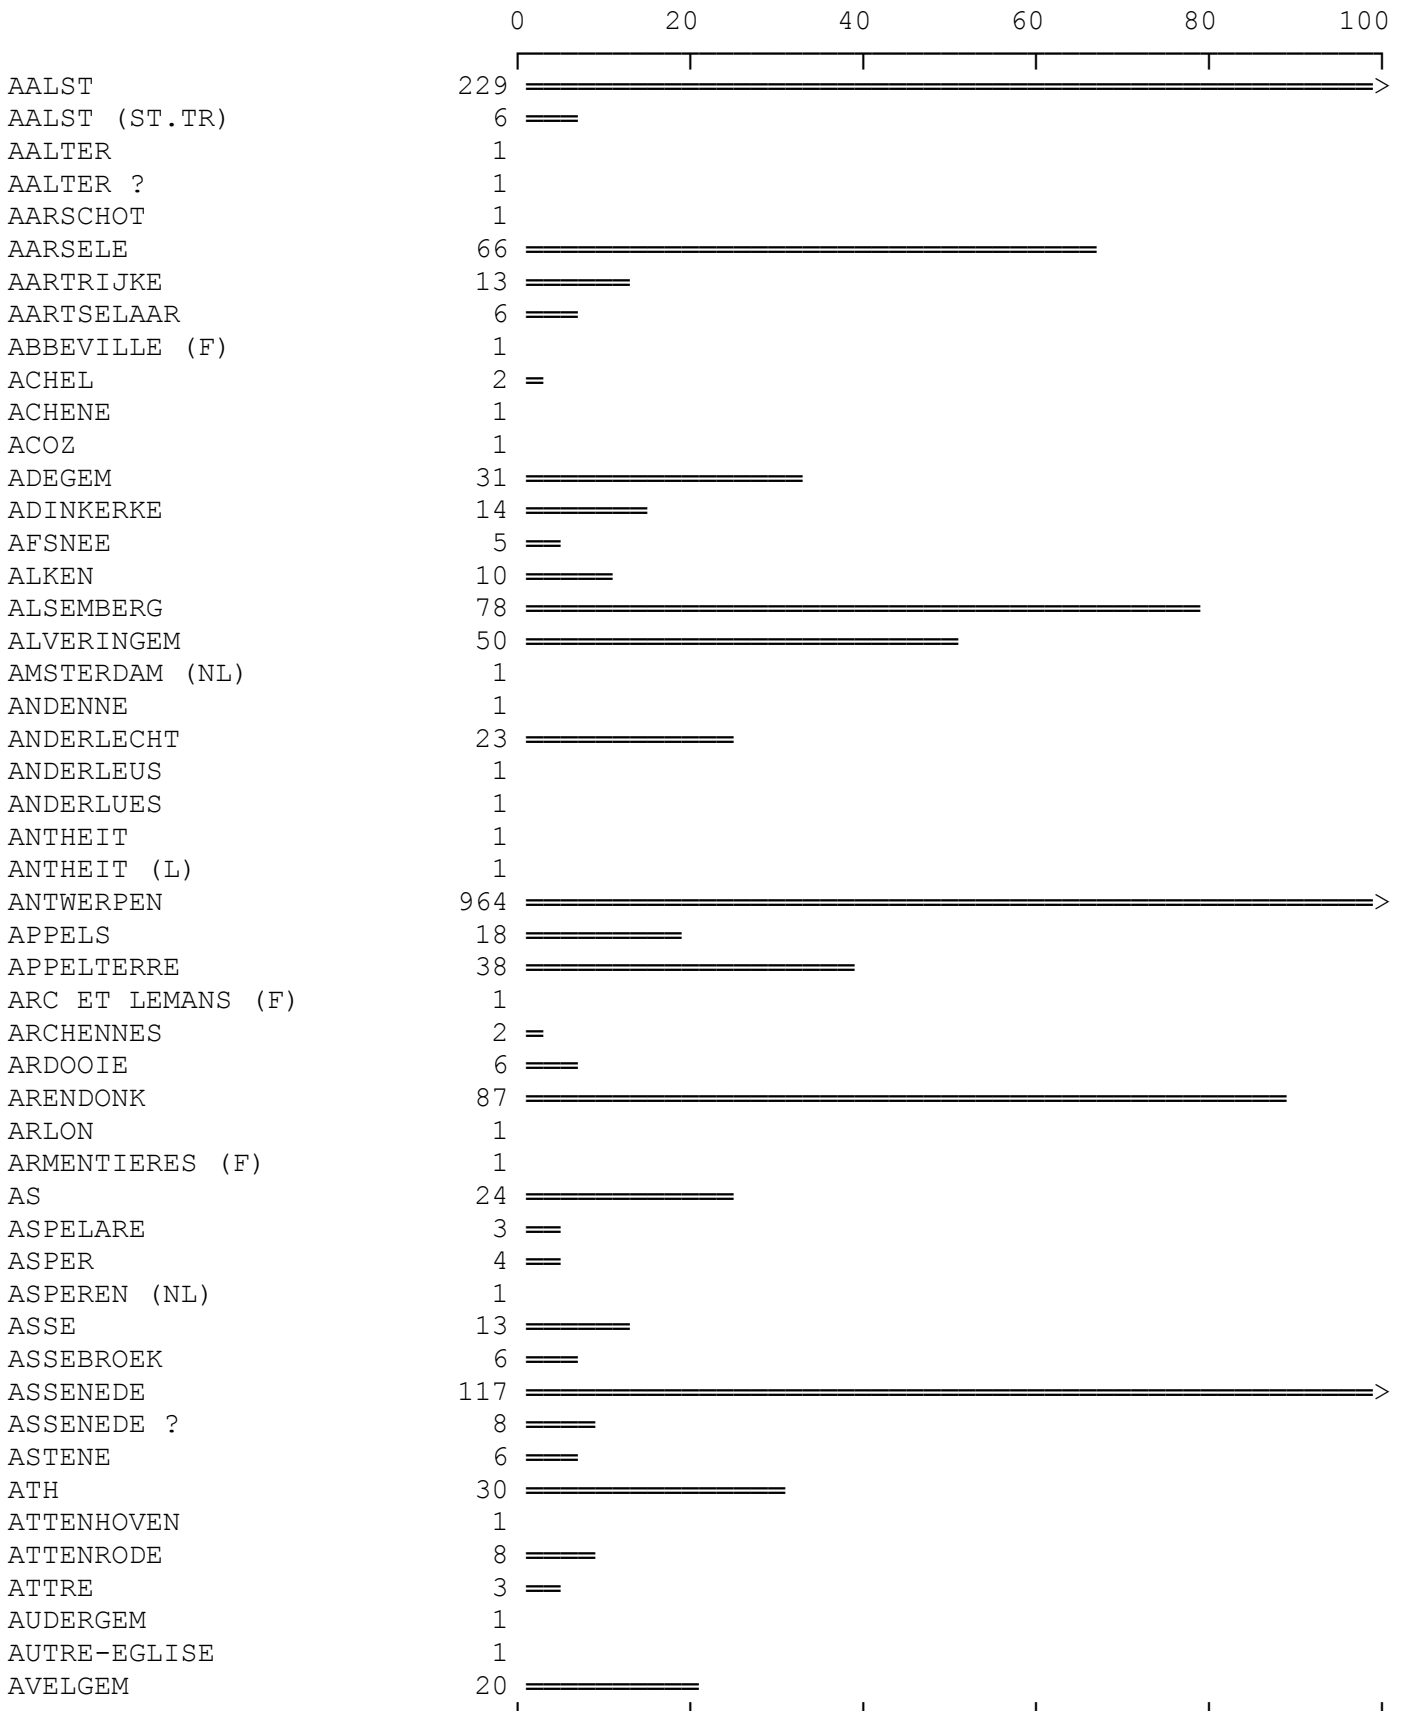 0 20 40 60 80 100
AALST 229 >
AALST (ST.TR) 6
AALTER 1
AALTER ? 1
AARSCHOT 1
AARSELE 66
AARTRIJKE 13
AARTSELAAR 6
ABBEVILLE (F) 1
ACHEL 2
ACHENE 1
ACOZ 1
ADEGEM 31
ADINKERKE 14
AFSNEE 5
ALKEN 10
ALSEMBERG 78
ALVERINGEM 50
AMSTERDAM (NL) 1
ANDENNE 1
ANDERLECHT 23
ANDERLEUS 1
ANDERLUES 1
ANTHEIT 1
ANTHEIT (L) 1
ANTWERPEN 964 >
APPELS 18
APPELTERRE 38
ARC ET LEMANS (F) 1
ARCHENNES 2
ARDOOIE 6
ARENDONK 87
ARLON 1
ARMENTIERES (F) 1
AS 24
ASPELARE 3
ASPER 4
ASPEREN (NL) 1
ASSE 13
ASSEBROEK 6
ASSENEDE 117 >
ASSENEDE ? 8
ASTENE 6
ATH 30
ATTENHOVEN 1
ATTENRODE 8
ATTRE 3
AUDERGEM 1
AUTRE-EGLISE 1
AVELGEM 20